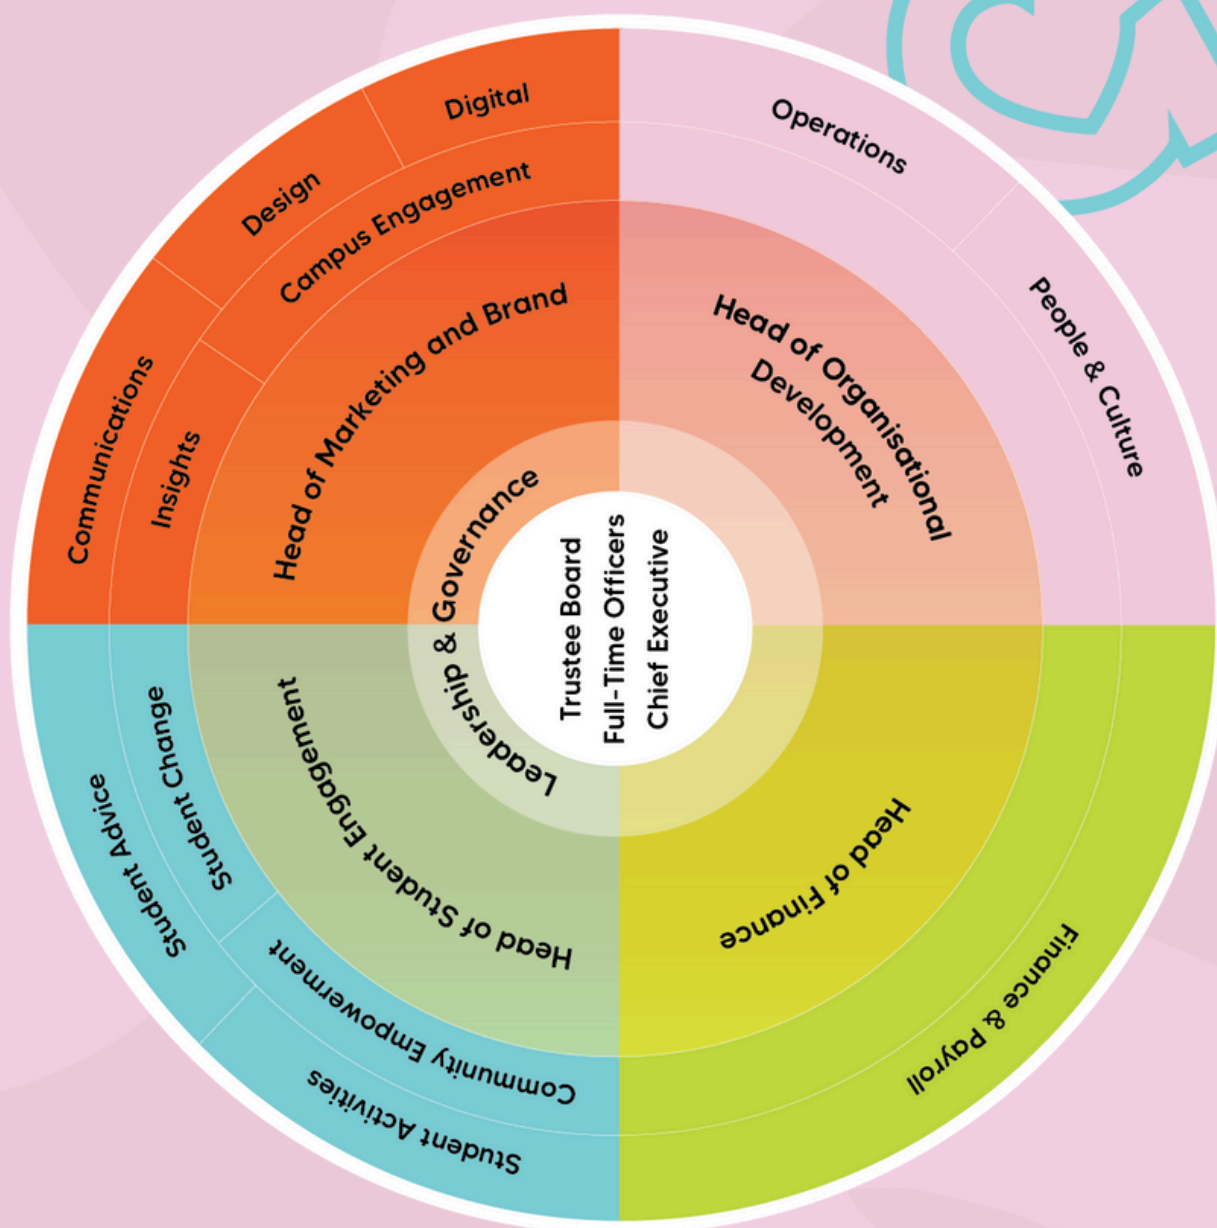 Trustee Board
Full-Time Officers
Chief Executive
Leadership & Governance
Head of Marketing and Brand
Campus Engagement
Insights
Digital
Design
Communications
Head of Organisational
Development
Operations
People & Culture
Head of Finance
Finance & Payroll
Head of Student Engagement
Student Change
Community Empowerment
Student Advice
Student Activities